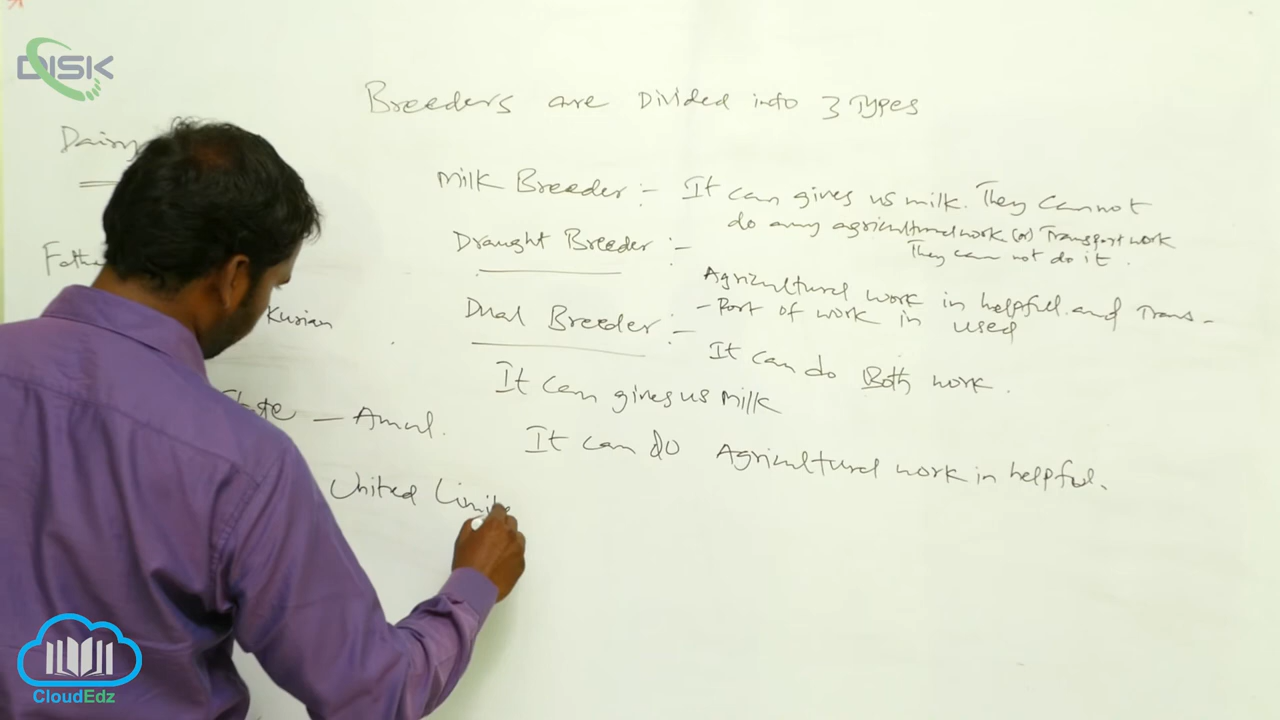 DISK
Breeders are Divided into 3 Types
Dairy
Milk Breeder :- It can gives us milk. They cannot
do any agricultural work (or) Transport work
They can not do it.
Draught Breeder :-
Agricultural work in helpfull and Trans-
-Port of work in used
Kurian
Dual Breeder :-
It can do Both work.
It can gives us milk
State - Amul.
It can do Agricultural work in helpful.
United
CloudEdz